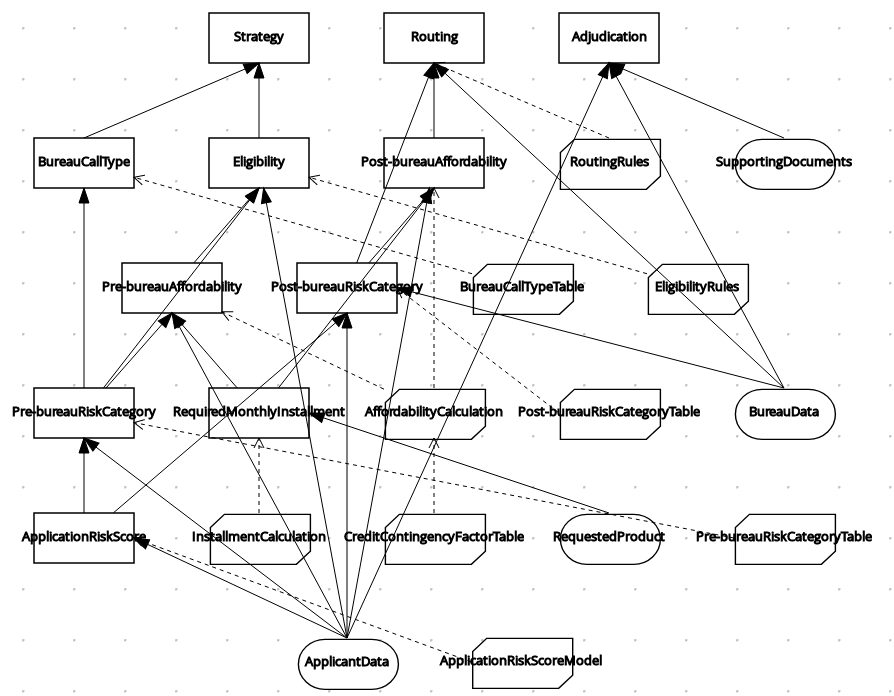 Strategy
Routing
Adjudication
BureauCallType
Eligibility
Post-bureauAffordability
RoutingRules
SupportingDocuments
Pre-bureauAffordability
Post-bureauRiskCategory
BureauCallTypeTable
EligibilityRules
Pre-bureauRiskCategory
RequiredMonthlyInstallment
AffordabilityCalculation
Post-bureauRiskCategoryTable
BureauData
ApplicationRiskScore
InstallmentCalculation
CreditContingencyFactorTable
RequestedProduct
Pre-bureauRiskCategoryTable
ApplicantData
ApplicationRiskScoreModel